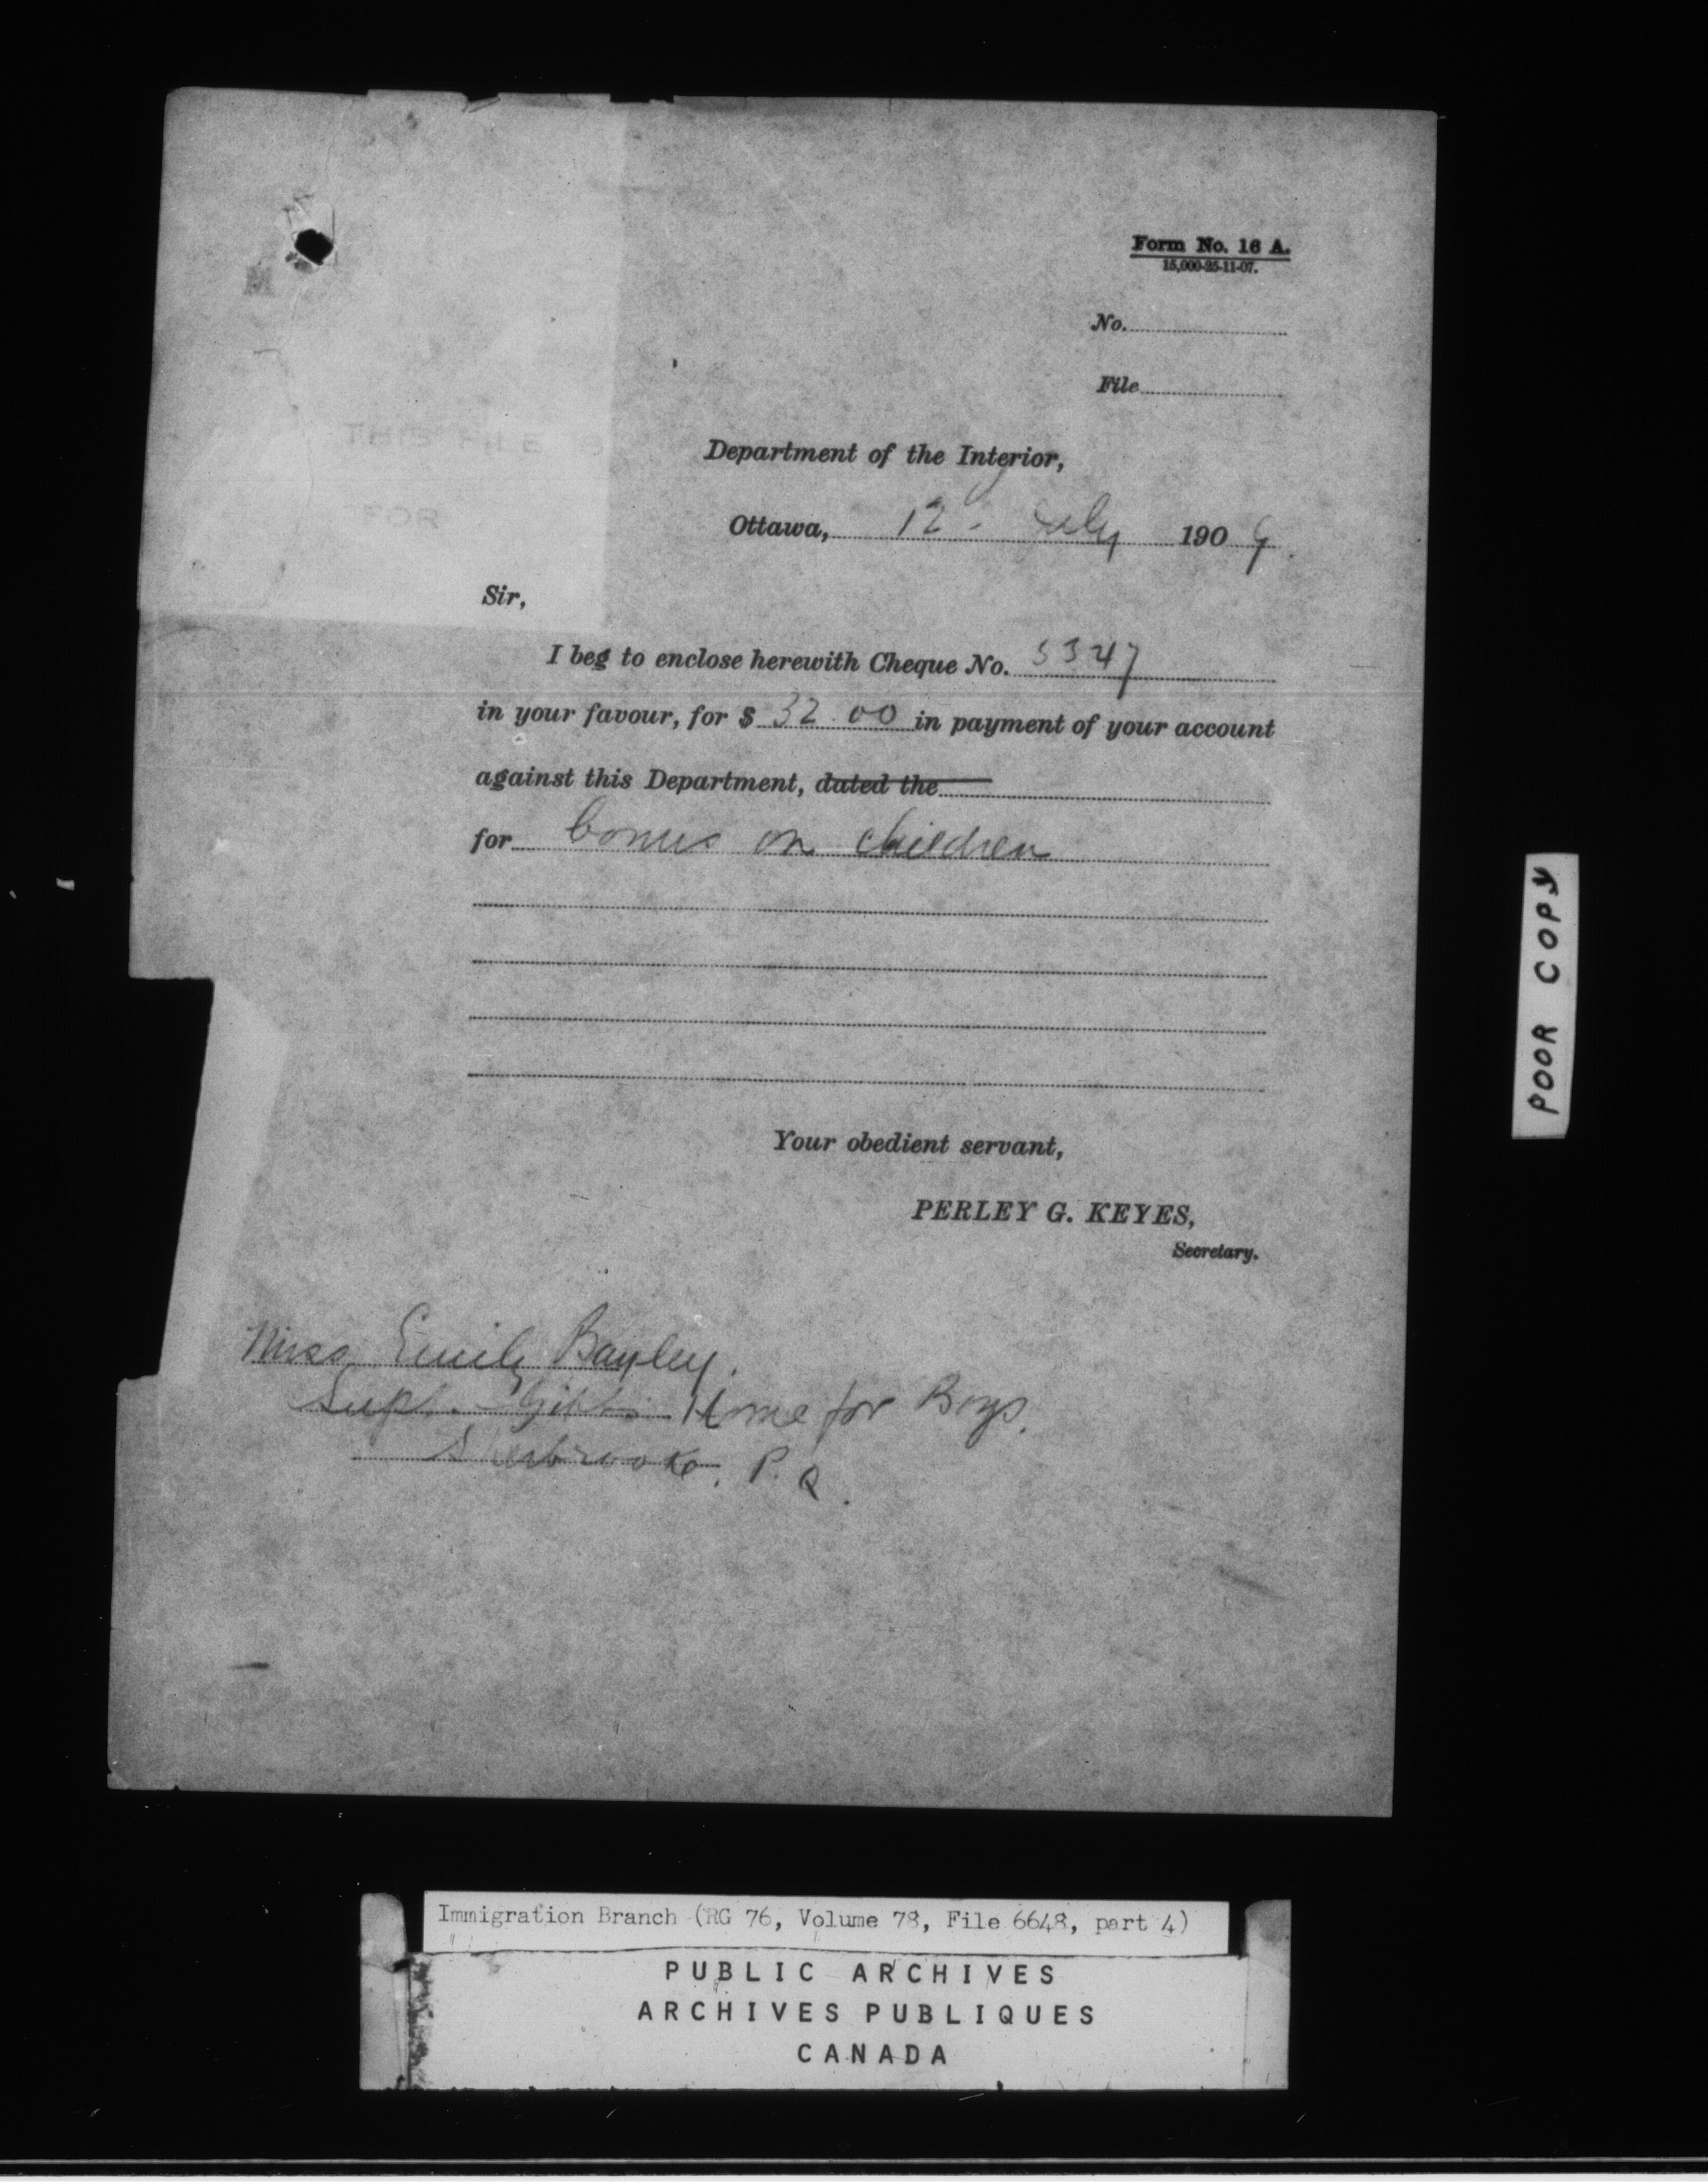 Form No. 16 A.
15,000-25-11-07.
No.
File
THIS FILE
FOR
Department of the Interior,
Ottawa, 12 - July 1909.
Sir,
I beg to enclose herewith Cheque No. 5347
in your favour, for $ 32.00 in payment of your account
against this Department, dated the
for bonus on children
Your obedient servant,
PERLEY G. KEYES,
Secretary.
Miss Emily Bayley.
Supt. Gibbs Home for Boys.
Sherbrooke, P.Q.
POOR COPY
Immigration Branch (RG 76, Volume 78, File 6648, part 4)
PUBLIC ARCHIVES
ARCHIVES PUBLIQUES
CANADA